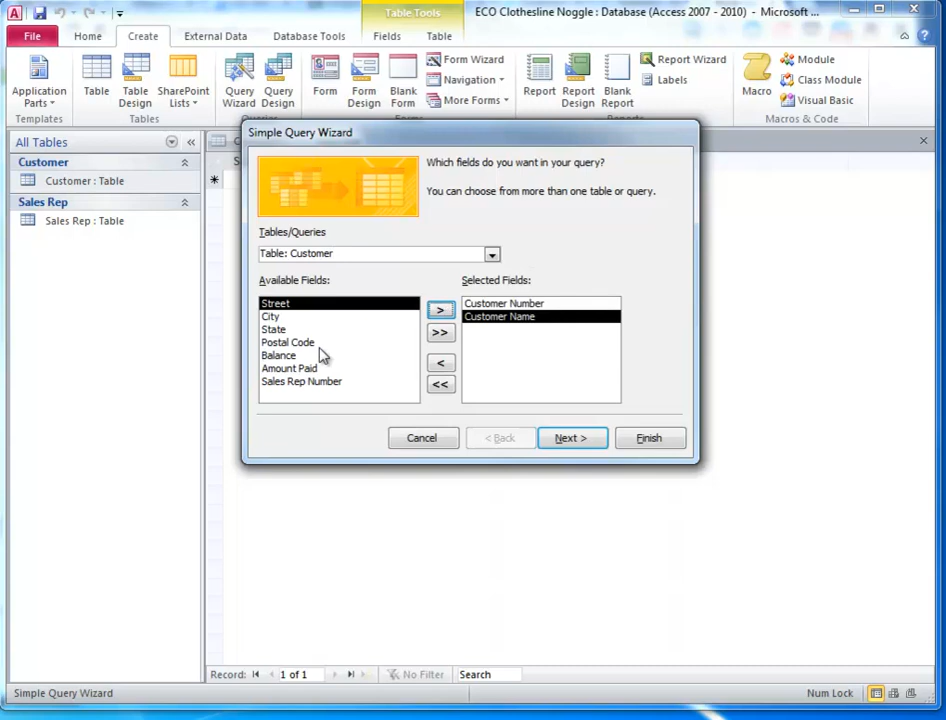 Table Tools
ECO Clothesline Noggle : Database (Access 2007 - 2010) - Microsoft ...
File
Home
Create
External Data
Database Tools
Fields
Table
Application Parts
Table
Table Design
SharePoint Lists
Query Wizard
Query Design
Form
Form Design
Blank Form
Form Wizard
Navigation
More Forms
Report
Report Design
Blank Report
Report Wizard
Labels
Macro
Module
Class Module
Visual Basic
Templates
Tables
Macros & Code
All Tables
Customer
Customer : Table
Sales Rep
Sales Rep : Table
Simple Query Wizard
Which fields do you want in your query?
You can choose from more than one table or query.
Tables/Queries
Table: Customer
Available Fields:
Selected Fields:
Street
City
State
Postal Code
Balance
Amount Paid
Sales Rep Number
>
>>
<
<<
Customer Number
Customer Name
Cancel
< Back
Next >
Finish
Record:
1 of 1
No Filter
Search
Simple Query Wizard
Num Lock